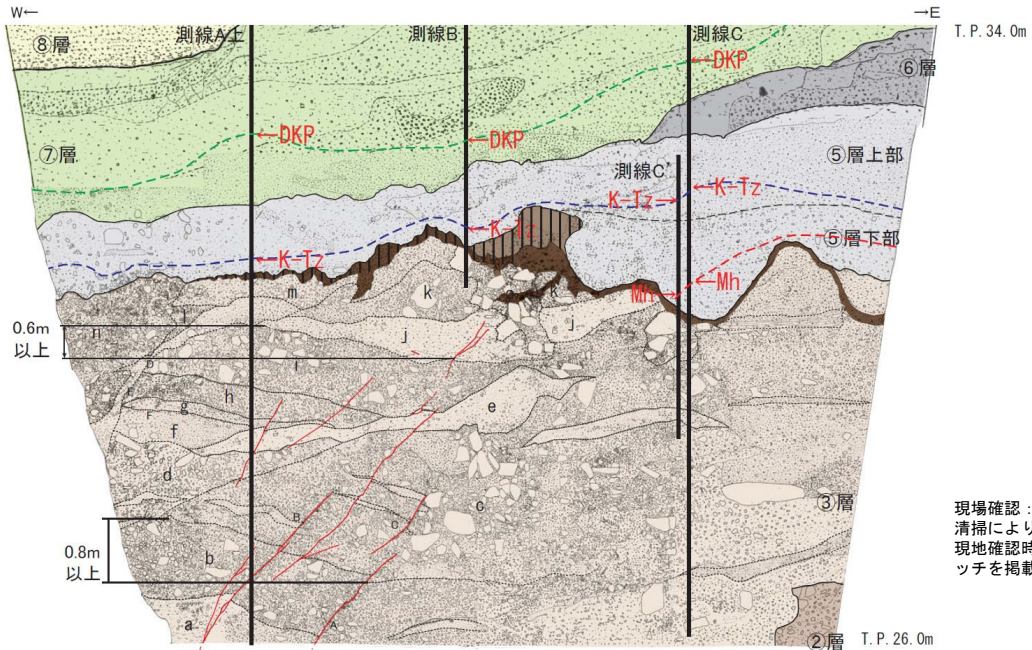 W← →E
T.P.34.0m
⑧層 測線A上 測線B 測線C
←DKP
⑥層
←DKP ←DKP
⑦層 ⑤層上部
測線C'
K-Tz→ ←K-Tz
←K-Tz
←K-Tz ⑤層下部
←Mh
Mh→
m k k
l
0.6m
以上
n j j
i
D
h
E
g e
F
f
d
③層
c
B C
0.8m
以上
b
a A
②層 T.P.26.0m
現場確認：
清掃により
現地確認時
ッチを掲載